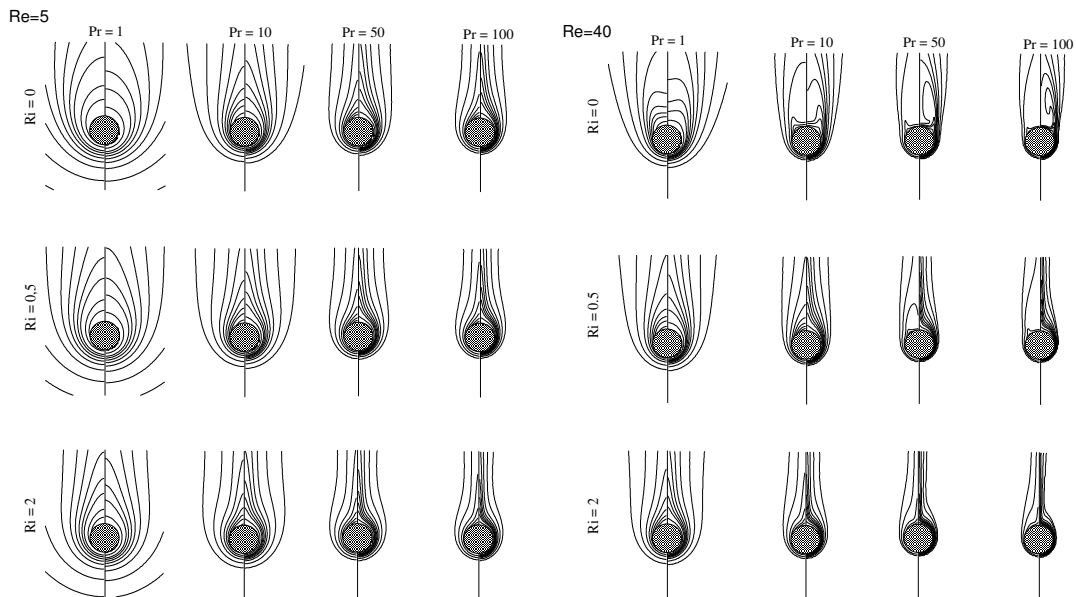 Re=5
Pr = 1 Pr = 10 Pr = 50 Pr = 100
Ri = 0
Ri = 0,5
Ri = 2
Re=40
Pr = 1 Pr = 10 Pr = 50 Pr = 100
Ri = 0
Ri = 0.5
Ri = 2